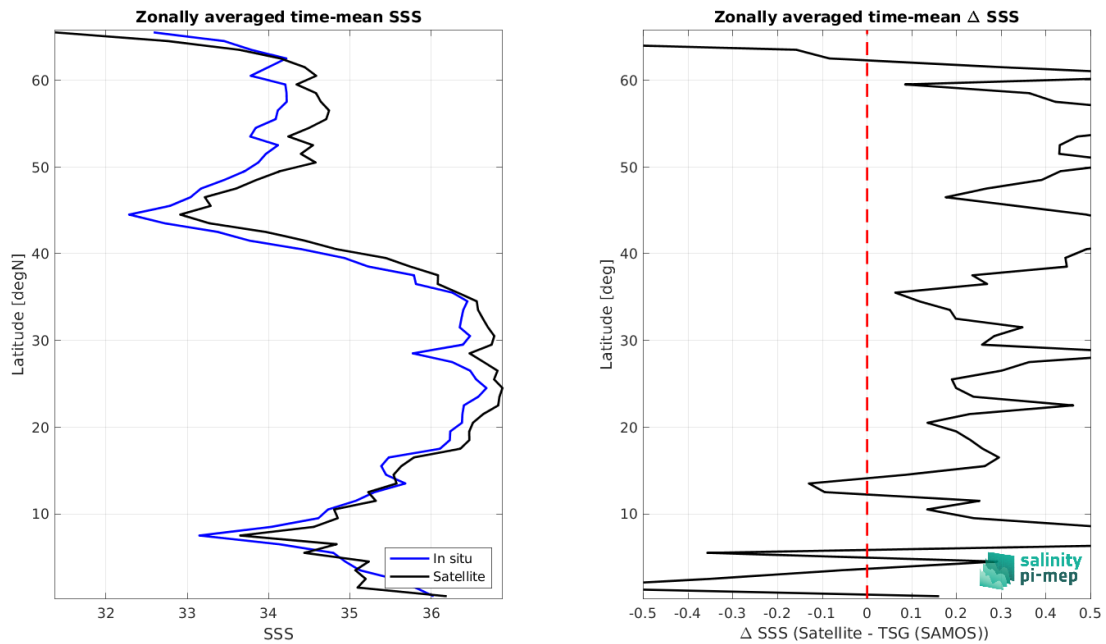 Zonally averaged time-mean SSS
60
50
40
30
20
10
Latitude [degN]
32
33
34
35
36
SSS
In situ
Satellite
Zonally averaged time-mean Δ SSS
60
50
40
30
20
10
Latitude [deg]
-0.5
-0.4
-0.3
-0.2
-0.1
0
0.1
0.2
0.3
0.4
0.5
Δ SSS (Satellite - TSG (SAMOS))
salinity
pi-mep